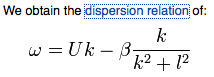 We obtain the dispersion relation of:
ω = Uk − β k / (k² + l²)